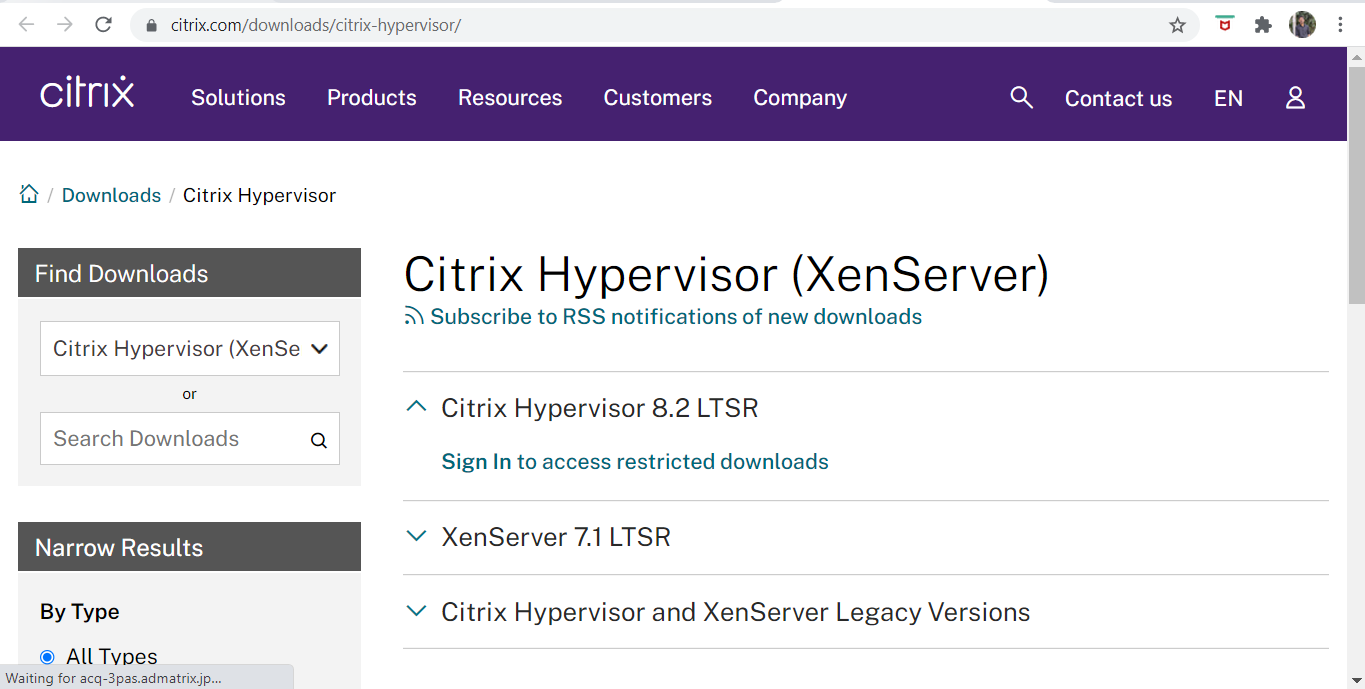 citrix.com/downloads/citrix-hypervisor/
citrix Solutions Products Resources Customers Company Contact us EN
/ Downloads / Citrix Hypervisor
Find Downloads
Citrix Hypervisor (XenSe
or
Search Downloads
Narrow Results
By Type
All Types
Citrix Hypervisor (XenServer)
Subscribe to RSS notifications of new downloads
Citrix Hypervisor 8.2 LTSR
Sign In to access restricted downloads
XenServer 7.1 LTSR
Citrix Hypervisor and XenServer Legacy Versions
Waiting for acq-3pas.admatrix.jp...